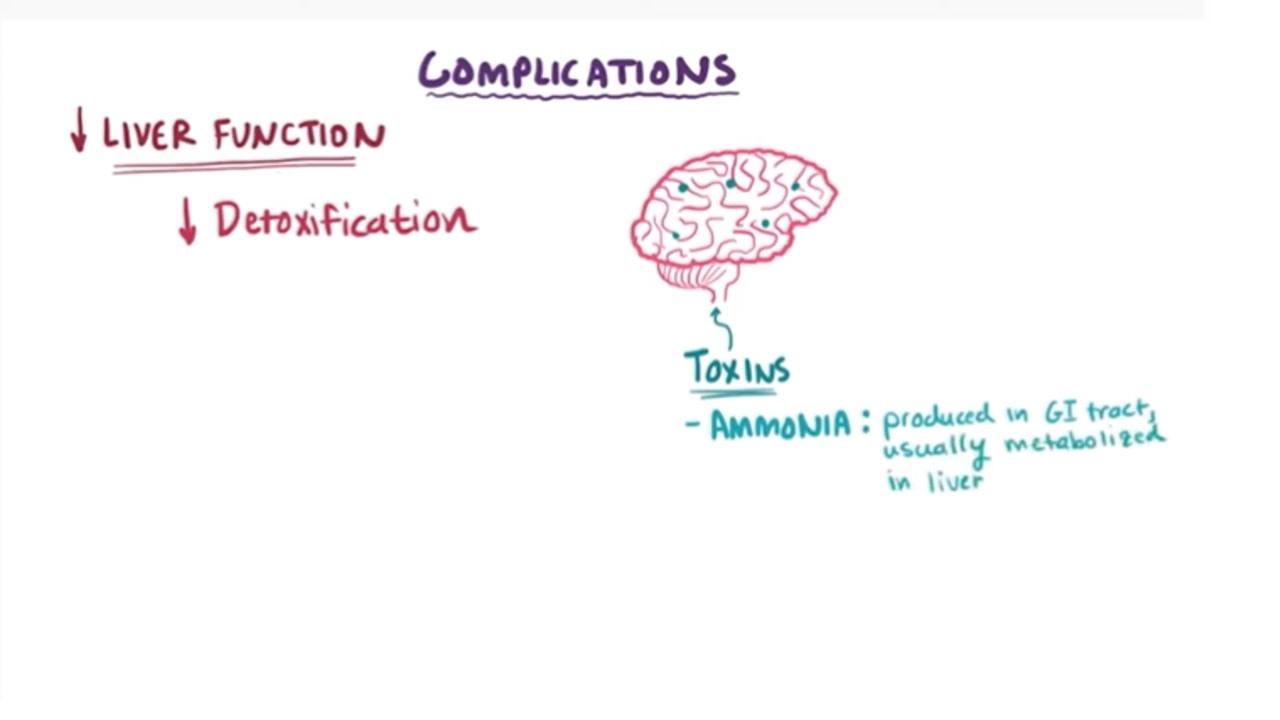 COMPLICATIONS
↓ LIVER FUNCTION
↓ Detoxification
TOXINS
- AMMONIA: produced in GI tract,
usually metabolized
in liver